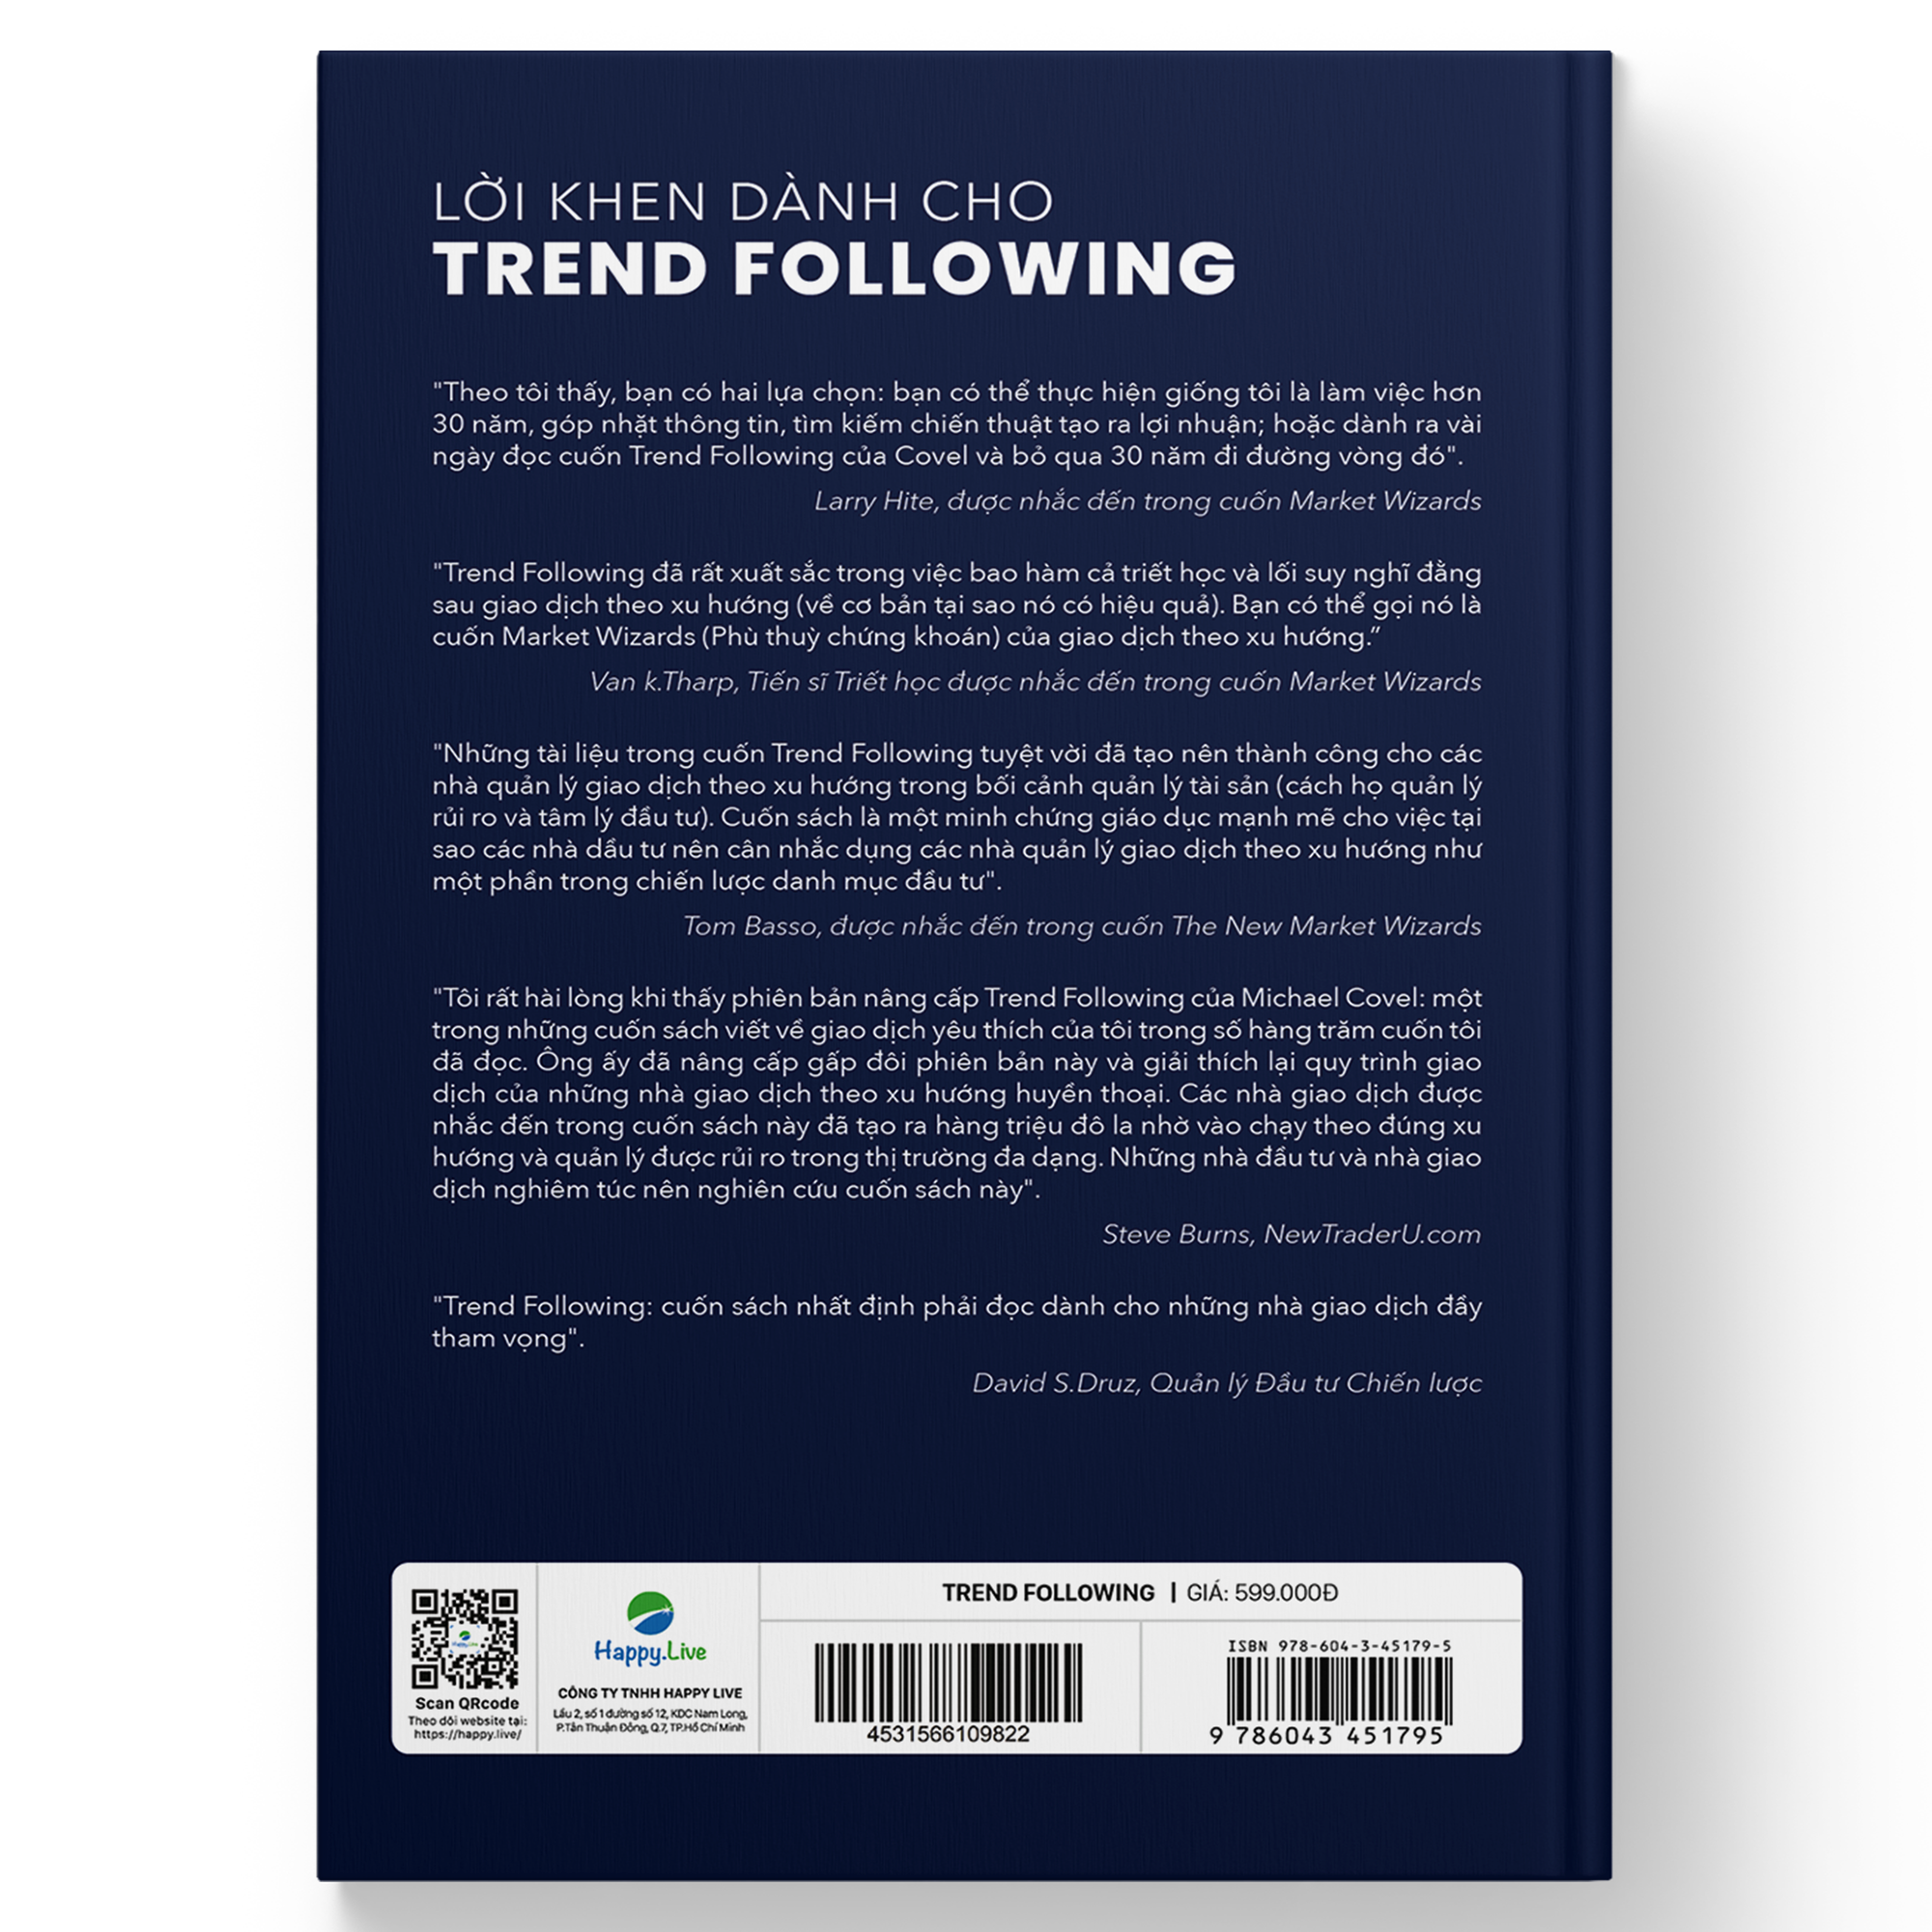 LỜI KHEN DÀNH CHO
TREND FOLLOWING
"Theo tôi thấy, bạn có hai lựa chọn: bạn có thể thực hiện giống tôi là làm việc hơn
30 năm, góp nhặt thông tin, tìm kiếm chiến thuật tạo ra lợi nhuận; hoặc dành ra vài
ngày đọc cuốn Trend Following của Covel và bỏ qua 30 năm đi đường vòng đó".
Larry Hite, được nhắc đến trong cuốn Market Wizards
"Trend Following đã rất xuất sắc trong việc bao hàm cả triết học và lối suy nghĩ đằng
sau giao dịch theo xu hướng (về cơ bản tại sao nó có hiệu quả). Bạn có thể gọi nó là
cuốn Market Wizards (Phù thuỳ chứng khoán) của giao dịch theo xu hướng.”
Van k.Tharp, Tiến sĩ Triết học được nhắc đến trong cuốn Market Wizards
"Những tài liệu trong cuốn Trend Following tuyệt vời đã tạo nên thành công cho các
nhà quản lý giao dịch theo xu hướng trong bối cảnh quản lý tài sản (cách họ quản lý
rủi ro và tâm lý đầu tư). Cuốn sách là một minh chứng giáo dục mạnh mẽ cho việc tại
sao các nhà dầu tư nên cân nhắc dụng các nhà quản lý giao dịch theo xu hướng như
một phần trong chiến lược danh mục đầu tư".
Tom Basso, được nhắc đến trong cuốn The New Market Wizards
"Tôi rất hài lòng khi thấy phiên bản nâng cấp Trend Following của Michael Covel: một
trong những cuốn sách viết về giao dịch yêu thích của tôi trong số hàng trăm cuốn tôi
đã đọc. Ông ấy đã nâng cấp gấp đôi phiên bản này và giải thích lại quy trình giao
dịch của những nhà giao dịch theo xu hướng huyền thoại. Các nhà giao dịch được
nhắc đến trong cuốn sách này đã tạo ra hàng triệu đô la nhờ vào chạy theo đúng xu
hướng và quản lý được rủi ro trong thị trường đa dạng. Những nhà đầu tư và nhà giao
dịch nghiêm túc nên nghiên cứu cuốn sách này".
Steve Burns, NewTraderU.com
"Trend Following: cuốn sách nhất định phải đọc dành cho những nhà giao dịch đầy
tham vọng".
David S.Druz, Quản lý Đầu tư Chiến lược
TREND FOLLOWING | GIÁ: 599.000Đ
Happy.Live
Scan QRcode
Theo dõi website tại:
https://happy.live/
Happy.Live
CÔNG TY TNHH HAPPY LIVE
Lầu 2, số 1 đường số 12, KDC Nam Long,
P.Tân Thuận Đông, Q.7, TP.Hồ Chí Minh
4531566109822
ISBN 978-604-3-45179-5
9 786043 451795